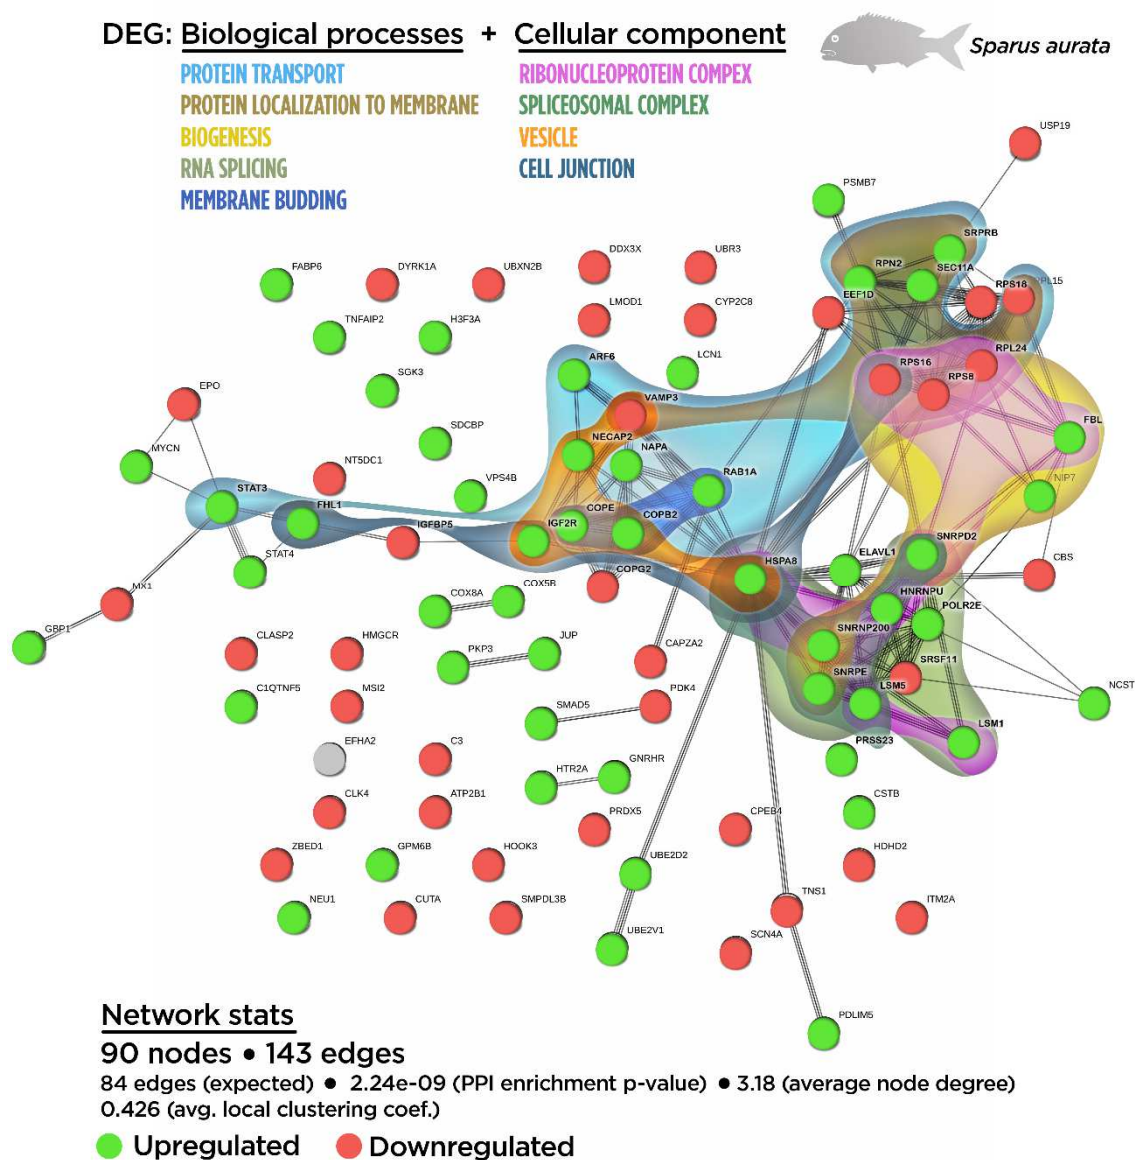 DEG: Biological processes + Cellular component
Sparus aurata
PROTEIN TRANSPORT
RIBONUCLEOPROTEIN COMPEX
PROTEIN LOCALIZATION TO MEMBRANE
SPLICEOSOMAL COMPLEX
BIOGENESIS
VESICLE
RNA SPLICING
CELL JUNCTION
MEMBRANE BUDDING
USP19
PSMB7
SRPRB
DDX3X
UBR3
RPN2
SEC11A
FABP6
DYRK1A
UBXN2B
EEF1D
RPS18
LMOD1
CYP2C8
TNFAIP2
H3F3A
ARF6
LCN1
RPS16
RPL24
RPS8
SGK3
EPO
VAMP3
FBL
SDCBP
NECAP2
NAPA
MYCN
NT5DC1
RAB1A
NIP7
STAT3
VPS4B
FHL1
IGF2R
COPE
COPB2
IGFBP5
SNRPD2
STAT4
HSPA8
ELAVL1
CBS
COPG2
COX5B
MX1
COX8A
HNRNPU
POLR2E
GBP1
CLASP2
HMGCR
PKP3
JUP
CAPZA2
SNRNP200
SRSF11
C1QTNF5
MSI2
SMAD5
PDK4
SNRPE
LSM5
NCST
LSM1
EFHA2
C3
HTR2A
GNRHR
PRSS23
CLK4
ATP2B1
PRDX5
CPEB4
CSTB
ZBED1
GPM6B
HOOK3
UBE2D2
HDHD2
NEU1
CUTA
SMPDL3B
TNS1
ITM2A
UBE2V1
SCN4A
PDLIM5
Network stats
90 nodes • 143 edges
84 edges (expected) • 2.24e-09 (PPI enrichment p-value) • 3.18 (average node degree)
0.426 (avg. local clustering coef.)
Upregulated Downregulated